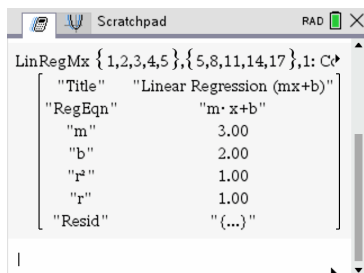 Scratchpad RAD
LinRegMx {1,2,3,4,5},{5,8,11,14,17},1: Co
"Title" "Linear Regression (mx+b)"
"RegEqn" "m·x+b"
"m" 3.00
"b" 2.00
"r²" 1.00
"r" 1.00
"Resid" "{...}"